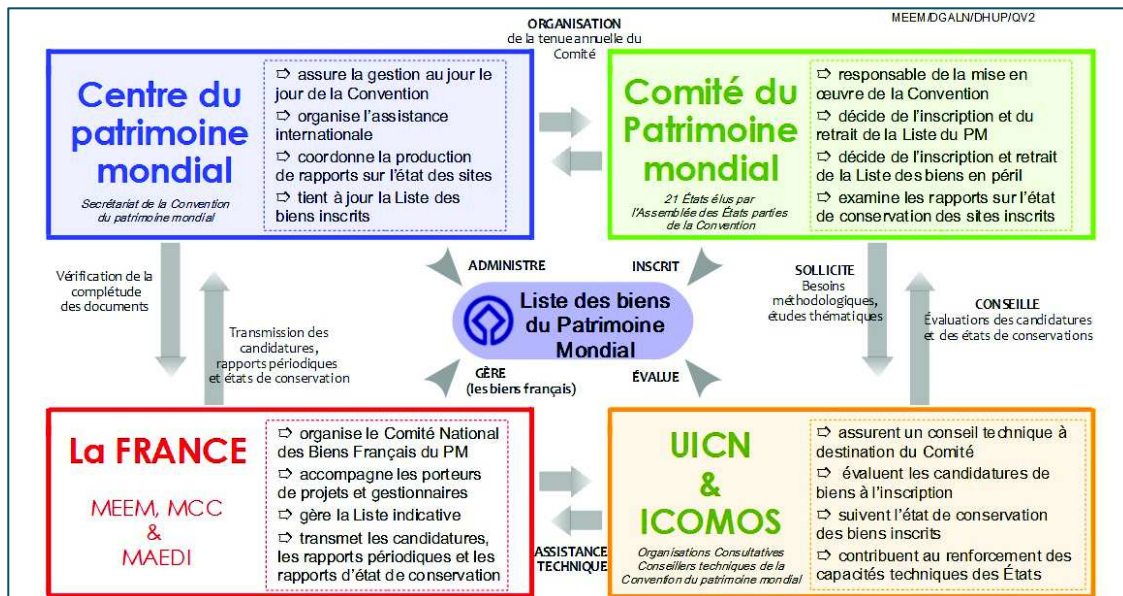 MEEM/DGALN/DHUP/QV2
ORGANISATION
de la tenue annuelle du
Comité
Centre du
patrimoine
mondial
Secrétariat de la Convention
du patrimoine mondial
⇨ assure la gestion au jour le
jour de la Convention
⇨ organise l'assistance
internationale
⇨ coordonne la production
de rapports sur l'état des sites
⇨ tient à jour la Liste des
biens inscrits
Comité du
Patrimoine
mondial
21 États élus par
l'Assemblée des États parties
de la Convention
⇨ responsable de la mise en
œuvre de la Convention
⇨ décide de l'inscription et du
retrait de la Liste du PM
⇨ décide de l'inscription et retrait
de la Liste des biens en péril
⇨ examine les rapports sur l'état
de conservation des sites inscrits
Vérification de la
complétude
des documents
Transmission des
candidatures,
rapports périodiques
et états de conservation
ADMINISTRE
INSCRIT
Liste des biens
du Patrimoine
Mondial
GÈRE
(les biens français)
ÉVALUE
SOLLICITE
Besoins
méthodologiques,
études thématiques
CONSEILLE
Évaluations des candidatures
et des états de conservations
La FRANCE
MEEM, MCC
&
MAEDI
⇨ organise le Comité National
des Biens Français du PM
⇨ accompagne les porteurs
de projets et gestionnaires
⇨ gère la Liste indicative
⇨ transmet les candidatures,
les rapports périodiques et les
rapports d'état de conservation
ASSISTANCE
TECHNIQUE
UICN
&
ICOMOS
Organisations Consultatives
Conseillers techniques de la
Convention du patrimoine mondial
⇨ assurent un conseil technique à
destination du Comité
⇨ évaluent les candidatures de
biens à l'inscription
⇨ suivent l'état de conservation
des biens inscrits
⇨ contribuent au renforcement des
capacités techniques des États